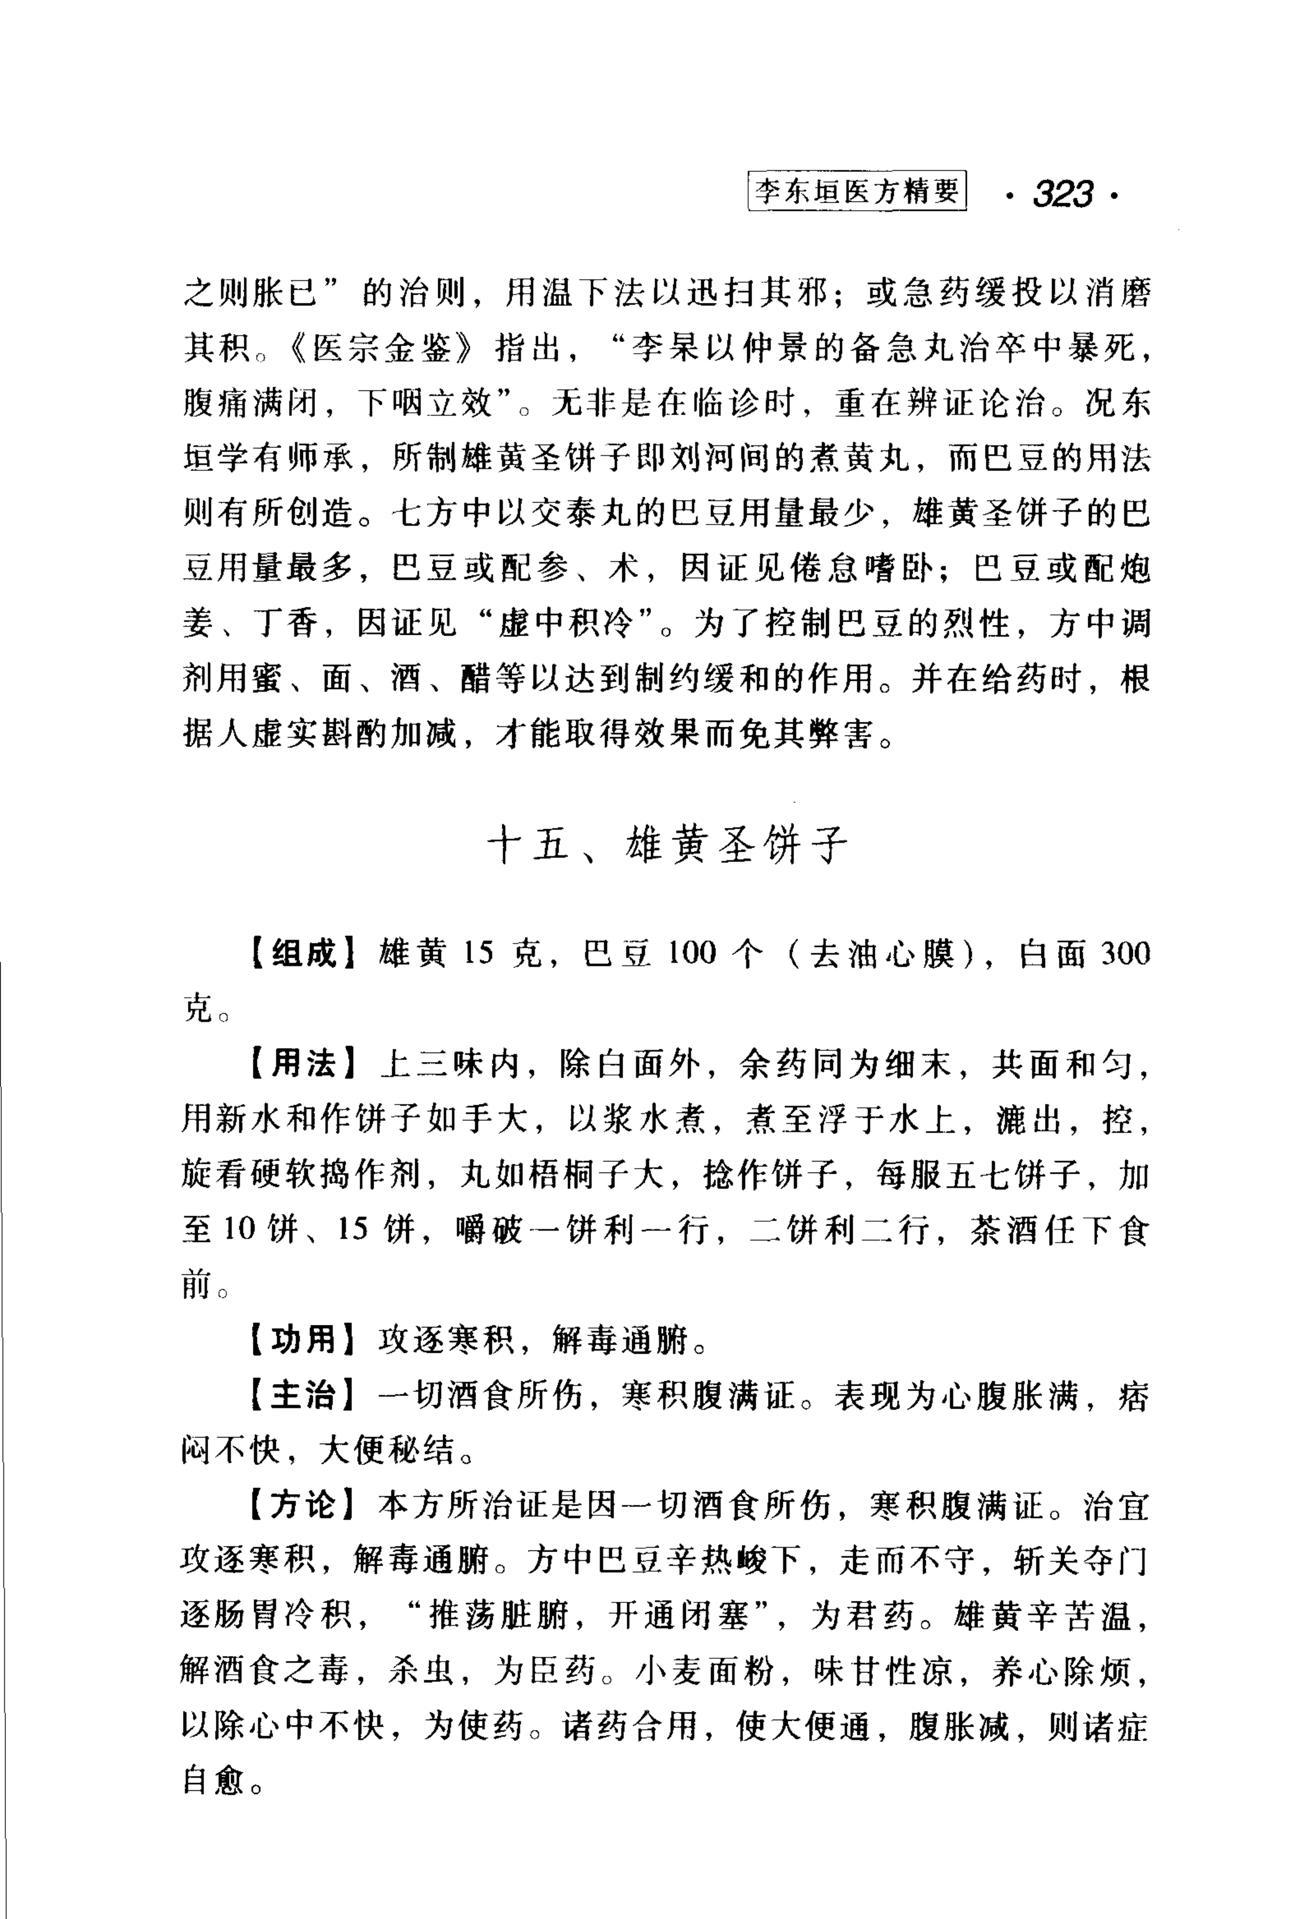 李东垣医方精要 · 323 ·
之则胀已”的治则，用温下法以迅扫其邪；或急药缓投以消磨
其积。《医宗金鉴》指出，“李杲以仲景的备急丸治卒中暴死，
腹痛满闭，下咽立效”。无非是在临诊时，重在辨证论治。况东
垣学有师承，所制雄黄圣饼子即刘河间的煮黄丸，而巴豆的用法
则有所创造。七方中以交泰丸的巴豆用量最少，雄黄圣饼子的巴
豆用量最多，巴豆或配参、术，因证见倦怠嗜卧；巴豆或配炮
姜、丁香，因证见“虚中积冷”。为了控制巴豆的烈性，方中调
剂用蜜、面、酒、醋等以达到制约缓和的作用。并在给药时，根
据人虚实斟酌加减，才能取得效果而免其弊害。
十五、雄黄圣饼子
【组成】雄黄 15 克，巴豆 100 个（去油心膜），白面 300
克。
【用法】上三味内，除白面外，余药同为细末，共面和匀，
用新水和作饼子如手大，以浆水煮，煮至浮于水上，漉出，控，
旋看硬软捣作剂，丸如梧桐子大，捻作饼子，每服五七饼子，加
至 10 饼、15 饼，嚼破一饼利一行，二饼利二行，茶酒任下食
前。
【功用】攻逐寒积，解毒通腑。
【主治】一切酒食所伤，寒积腹满证。表现为心腹胀满，痞
闷不快，大便秘结。
【方论】本方所治证是因一切酒食所伤，寒积腹满证。治宜
攻逐寒积，解毒通腑。方中巴豆辛热峻下，走而不守，斩关夺门
逐肠胃冷积，“推荡脏腑，开通闭塞”，为君药。雄黄辛苦温，
解酒食之毒，杀虫，为臣药。小麦面粉，味甘性凉，养心除烦，
以除心中不快，为使药。诸药合用，使大便通，腹胀减，则诸症
自愈。